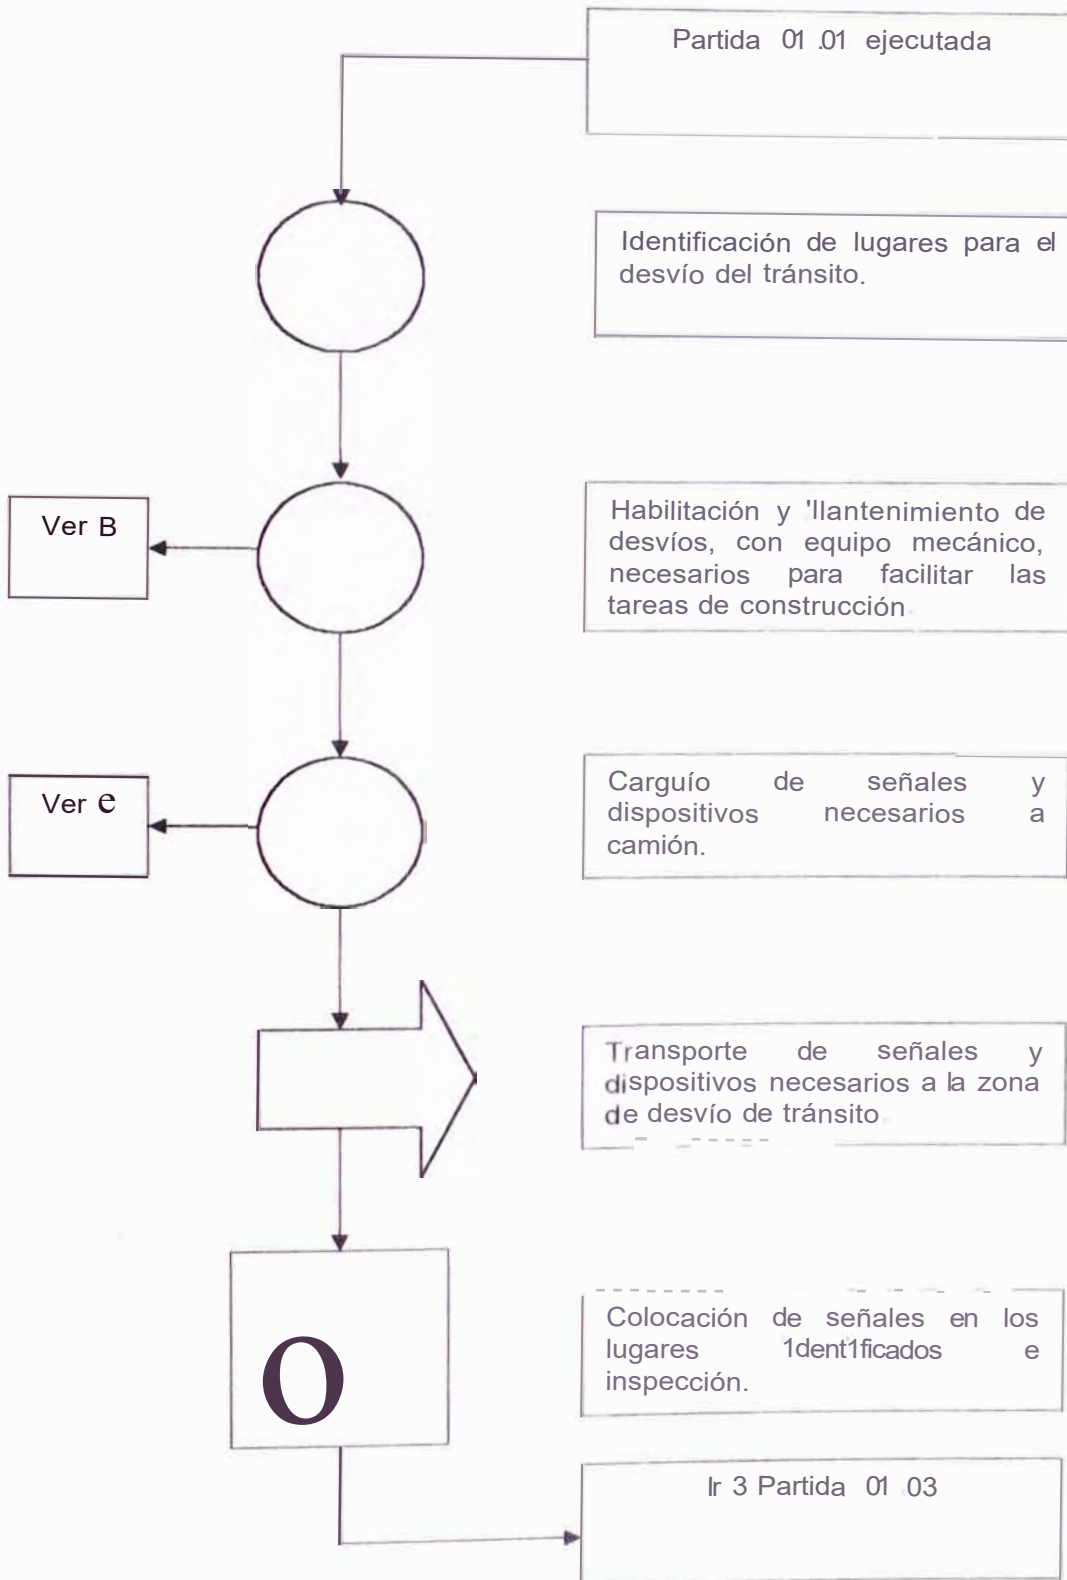 Partida 01 .01 ejecutada
Identificación de lugares para el
desvío del tránsito.
Ver B
Habilitación y 'llantenimiento de
desvíos, con equipo mecánico,
necesarios para facilitar las
tareas de construcción
Ver e
Carguío de señales y
dispositivos necesarios a
camión.
Transporte de señales y
dispositivos necesarios a la zona
de desvío de tránsito.
O
Colocación de señales en los
lugares 1dent1ficados e
inspección.
Ir 3 Partida 01 .03